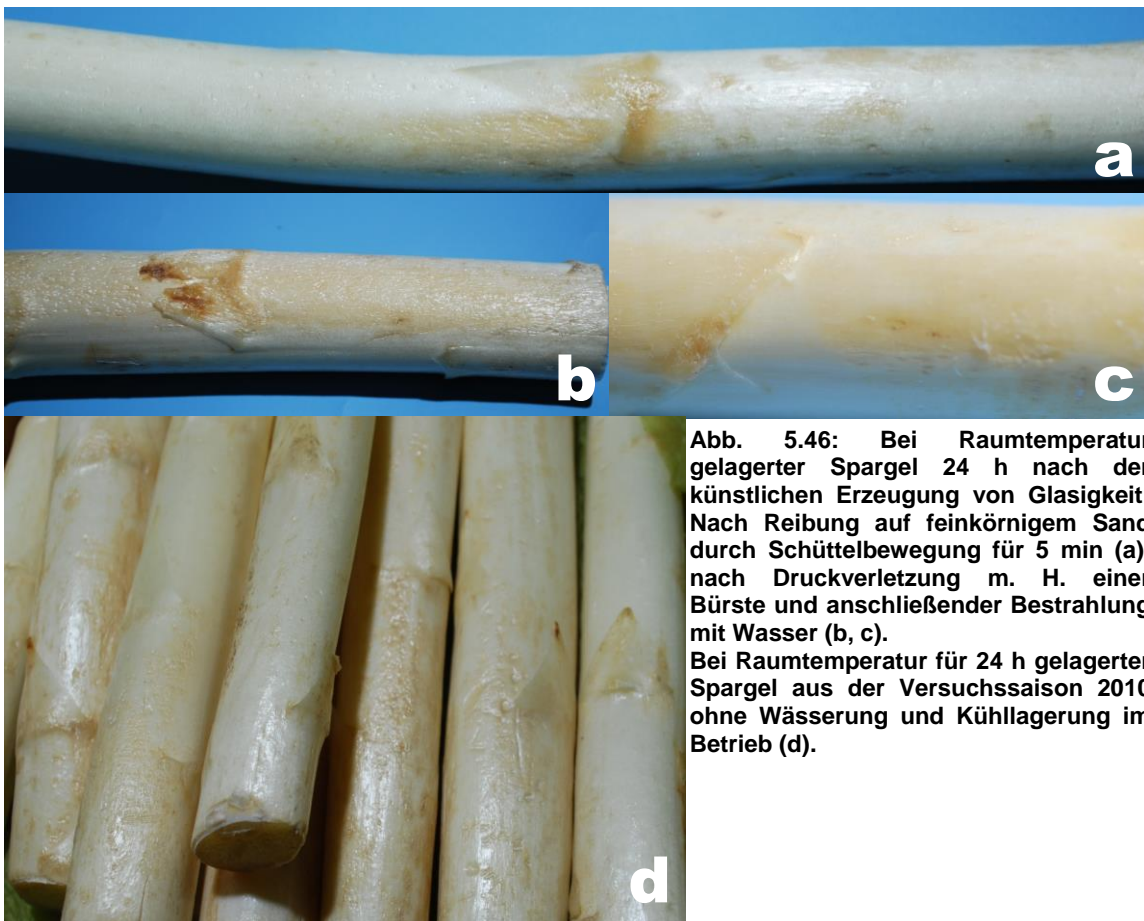 a
b
c
d
Abb. 5.46: Bei Raumtemperatur
gelagerter Spargel 24 h nach der
künstlichen Erzeugung von Glasigkeit
Nach Reibung auf feinkörnigem Sand
durch Schüttelbewegung für 5 min (a)
nach Druckverletzung m. H. einer
Bürste und anschließender Bestrahlung
mit Wasser (b, c).
Bei Raumtemperatur für 24 h gelagerter
Spargel aus der Versuchssaison 2010
ohne Wässerung und Kühllagerung im
Betrieb (d).